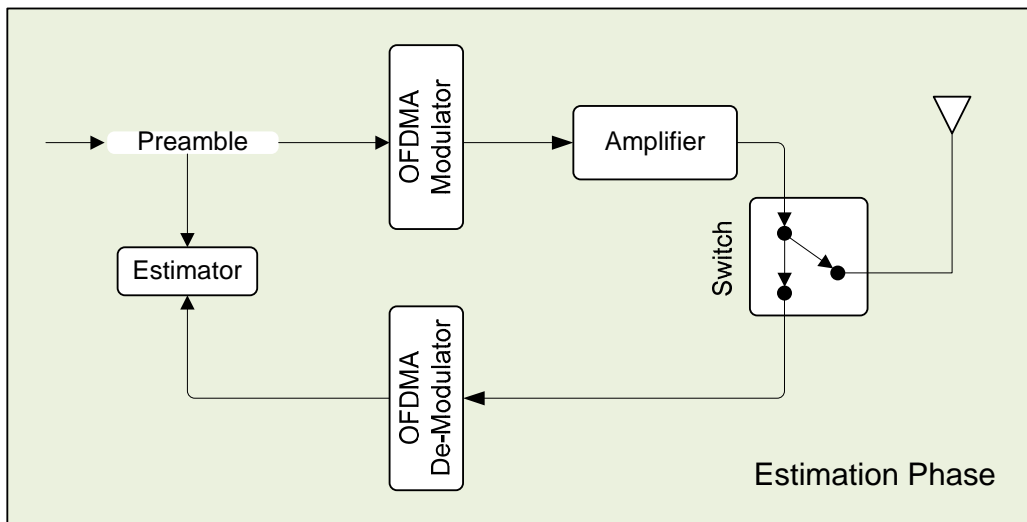 Preamble
OFDMA
Modulator
Amplifier
Switch
Estimator
OFDMA
De-Modulator
Estimation Phase